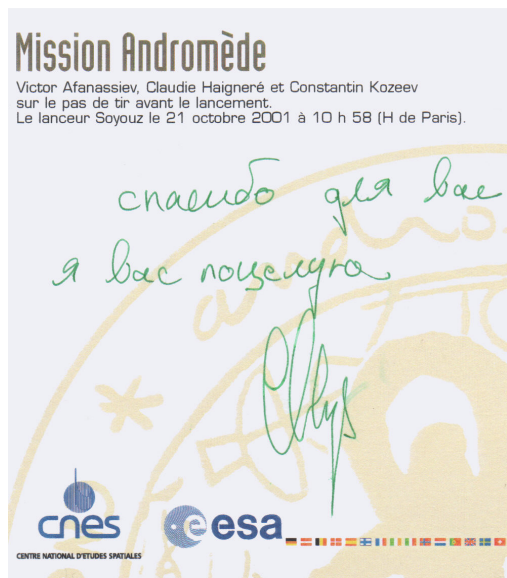 Mission Andromède
Victor Afanassiev, Claudie Haigneré et Constantin Kozeev
sur le pas de tir avant le lancement.
Le lanceur Soyouz le 21 octobre 2001 à 10 h 58 (H de Paris).
спасибо для вас
я вас поцелую
cnes
CENTRE NATIONAL D'ETUDES SPATIALES
esa